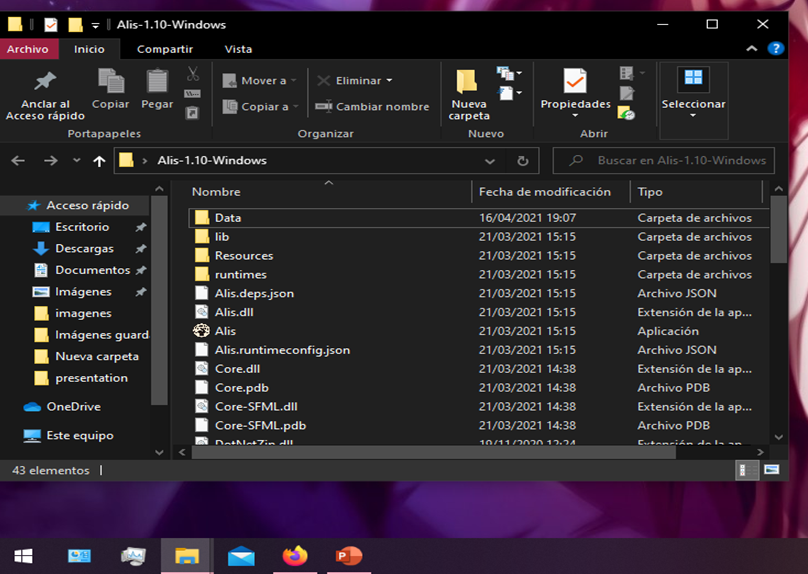 Alis-1.10-Windows
Archivo Inicio Compartir Vista
Anclar al Acceso rápido
Copiar
Pegar
Portapapeles
Mover a
Copiar a
Eliminar
Cambiar nombre
Organizar
Nueva carpeta
Nuevo
Propiedades
Abrir
Seleccionar
Alis-1.10-Windows
Buscar en Alis-1.10-Windows
Acceso rápido
Escritorio
Descargas
Documentos
Imágenes
imagenes
Imágenes guard
Nueva carpeta
presentation
OneDrive
Este equipo
Nombre Fecha de modificación Tipo
Data 16/04/2021 19:07 Carpeta de archivos
lib 21/03/2021 15:15 Carpeta de archivos
Resources 21/03/2021 15:15 Carpeta de archivos
runtimes 21/03/2021 15:15 Carpeta de archivos
Alis.deps.json 21/03/2021 15:15 Archivo JSON
Alis.dll 21/03/2021 15:15 Extensión de la ap...
Alis 21/03/2021 15:15 Aplicación
Alis.runtimeconfig.json 21/03/2021 15:15 Archivo JSON
Core.dll 21/03/2021 14:38 Extensión de la ap...
Core.pdb 21/03/2021 14:38 Archivo PDB
Core-SFML.dll 21/03/2021 14:38 Extensión de la ap...
Core-SFML.pdb 21/03/2021 14:38 Archivo PDB
DotNetZip.dll 19/11/2020 12:24 Extensión de la ap...
43 elementos